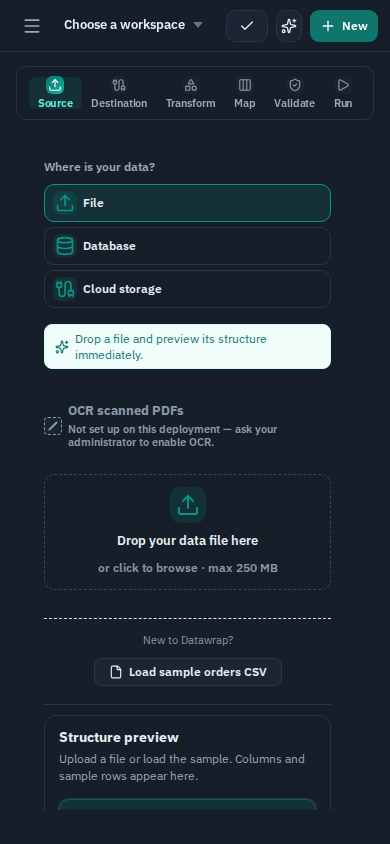 Choose a workspace
New
Source
Destination
Transform
Map
Validate
Run
Where is your data?
File
Database
Cloud storage
Drop a file and preview its structure
immediately.
OCR scanned PDFs
Not set up on this deployment — ask your
administrator to enable OCR.
Drop your data file here
or click to browse · max 250 MB
New to Datawrap?
Load sample orders CSV
Structure preview
Upload a file or load the sample. Columns and
sample rows appear here.